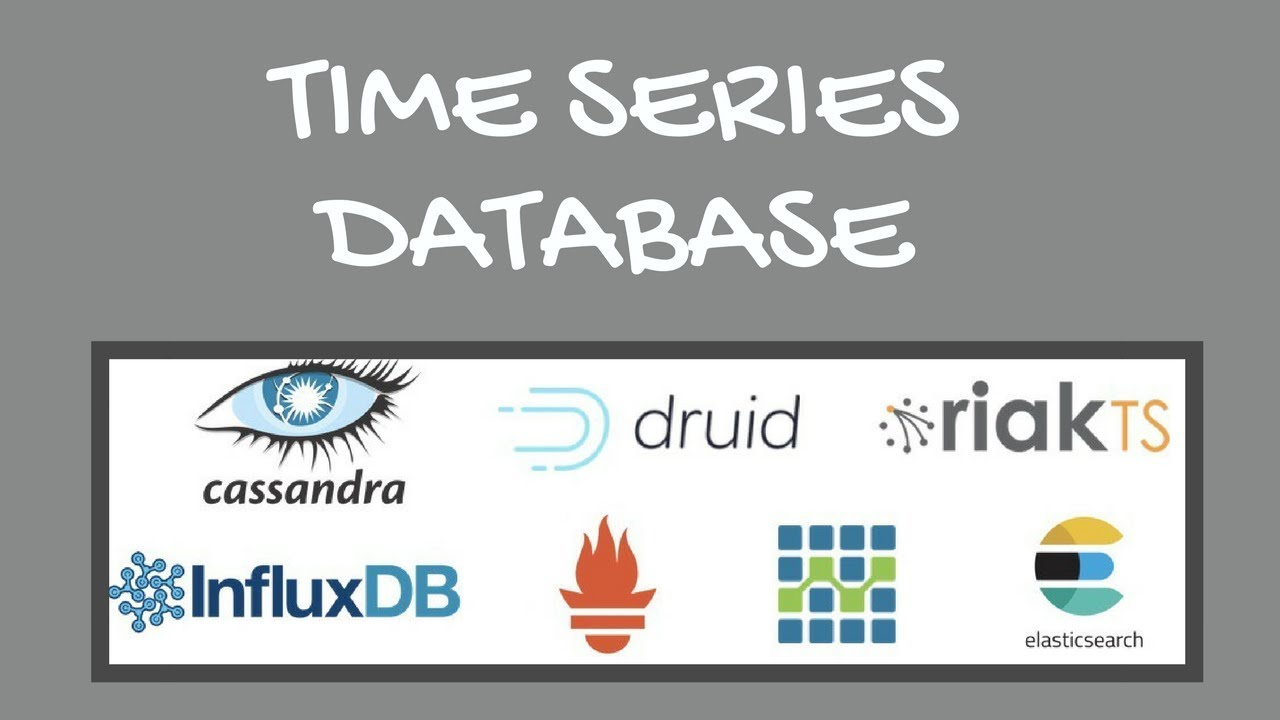 TIME SERIES
DATABASE
cassandra
druid
riakTS
InfluxDB
elasticsearch